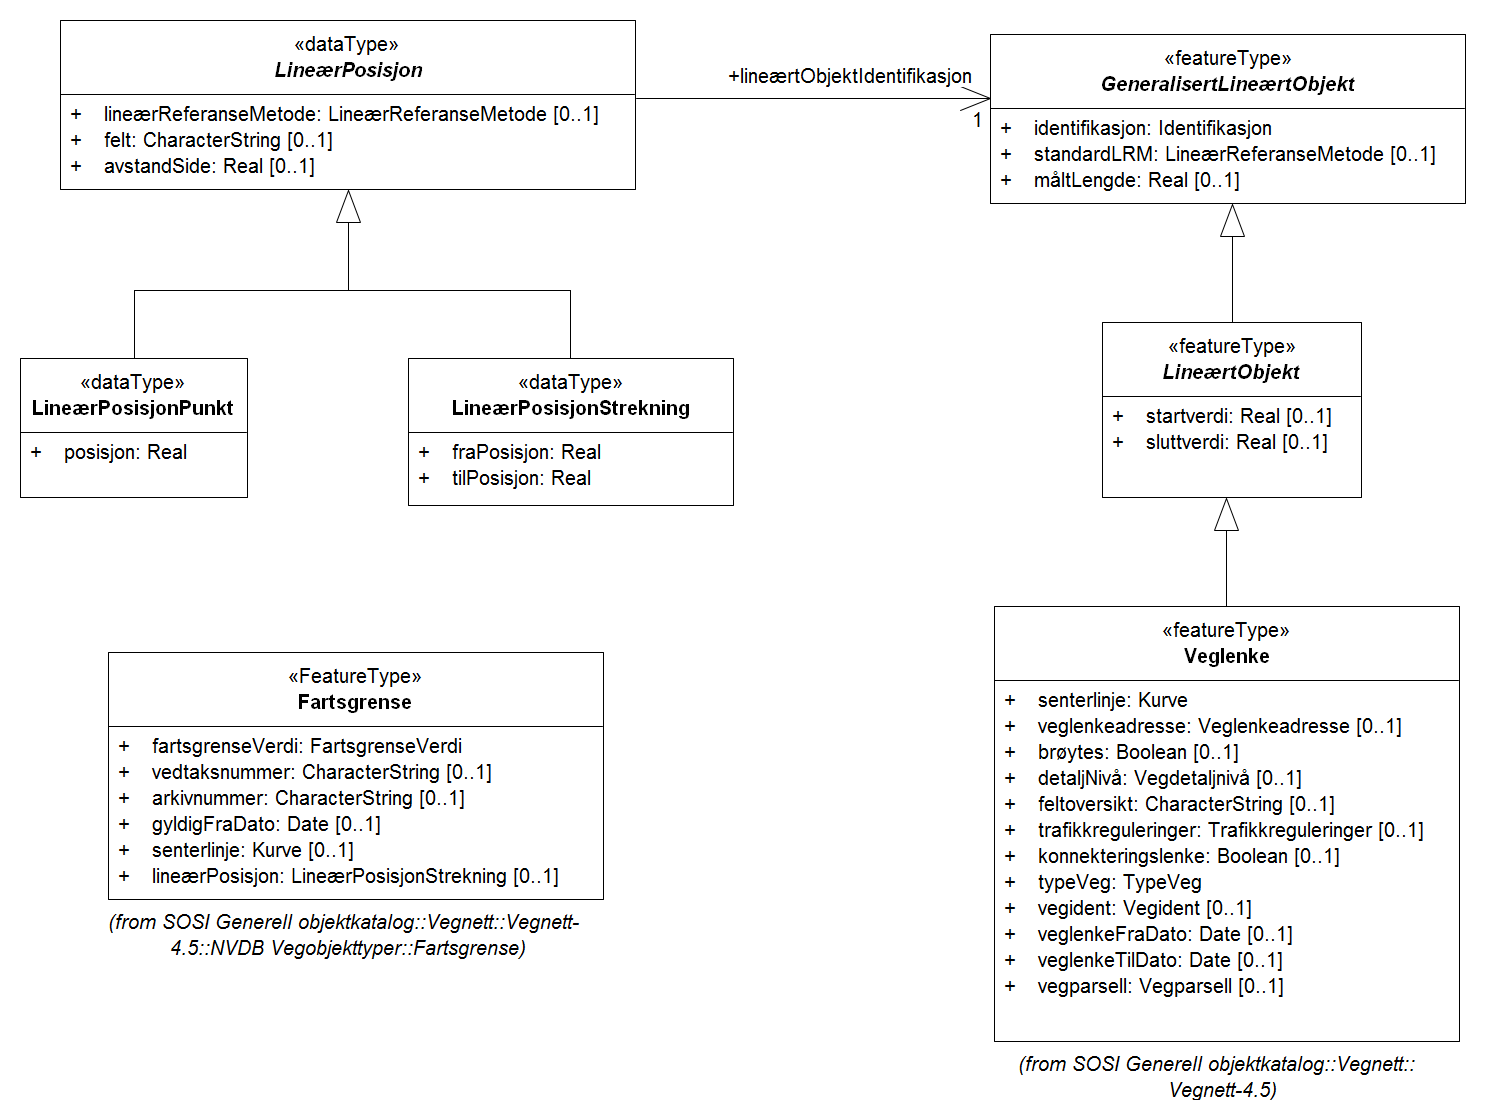 «dataType»
LineærPosisjon
+ lineærReferanseMetode: LineærReferanseMetode [0..1]
+ felt: CharacterString [0..1]
+ avstandSide: Real [0..1]
+lineærtObjektIdentifikasjon
1
«featureType»
GeneralisertLineærtObjekt
+ identifikasjon: Identifikasjon
+ standardLRM: LineærReferanseMetode [0..1]
+ måltLengde: Real [0..1]
«dataType»
LineærPosisjonPunkt
+ posisjon: Real
«dataType»
LineærPosisjonStrekning
+ fraPosisjon: Real
+ tilPosisjon: Real
«featureType»
LineærtObjekt
+ startverdi: Real [0..1]
+ sluttverdi: Real [0..1]
«FeatureType»
Fartsgrense
+ fartsgrenseVerdi: FartsgrenseVerdi
+ vedtaksnummer: CharacterString [0..1]
+ arkivnummer: CharacterString [0..1]
+ gyldigFraDato: Date [0..1]
+ senterlinje: Kurve [0..1]
+ lineærPosisjon: LineærPosisjonStrekning [0..1]
(from SOSI Generell objektkatalog::Vegnett::Vegnett-
4.5::NVDB Vegobjekttyper::Fartsgrense)
«featureType»
Veglenke
+ senterlinje: Kurve
+ veglenkeadresse: Veglenkeadresse [0..1]
+ brøytes: Boolean [0..1]
+ detaljNivå: Vegdetaljnivå [0..1]
+ feltoversikt: CharacterString [0..1]
+ trafikkreguleringer: Trafikkreguleringer [0..1]
+ konnekteringslenke: Boolean [0..1]
+ typeVeg: TypeVeg
+ vegident: Vegident [0..1]
+ veglenkeFraDato: Date [0..1]
+ veglenkeTilDato: Date [0..1]
+ vegparsell: Vegparsell [0..1]
(from SOSI Generell objektkatalog::Vegnett::
Vegnett-4.5)